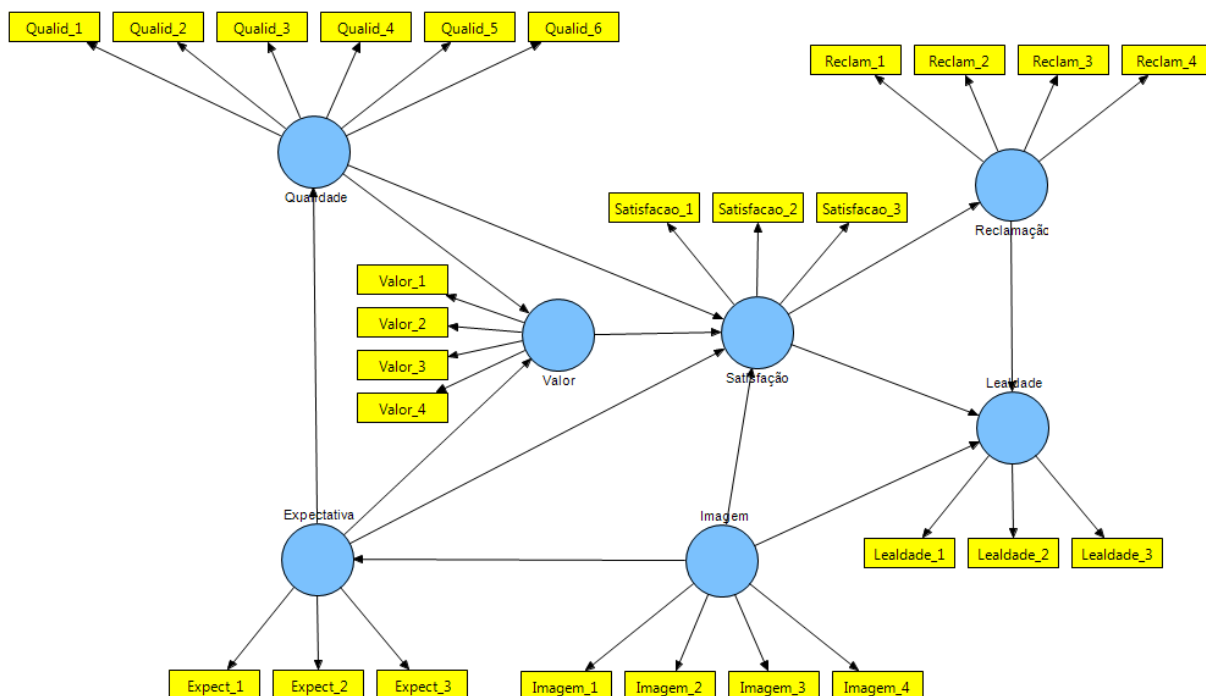 Qualid_1
Qualid_2
Qualid_3
Qualid_4
Qualid_5
Qualid_6
Reclam_1
Reclam_2
Reclam_3
Reclam_4
Qualidade
Satisfacao_1
Satisfacao_2
Satisfacao_3
Reclamação
Valor_1
Valor_2
Valor_3
Valor_4
Valor
Satisfação
Lealdade
Expectativa
Imagem
Lealdade_1
Lealdade_2
Lealdade_3
Expect_1
Expect_2
Expect_3
Imagem_1
Imagem_2
Imagem_3
Imagem_4